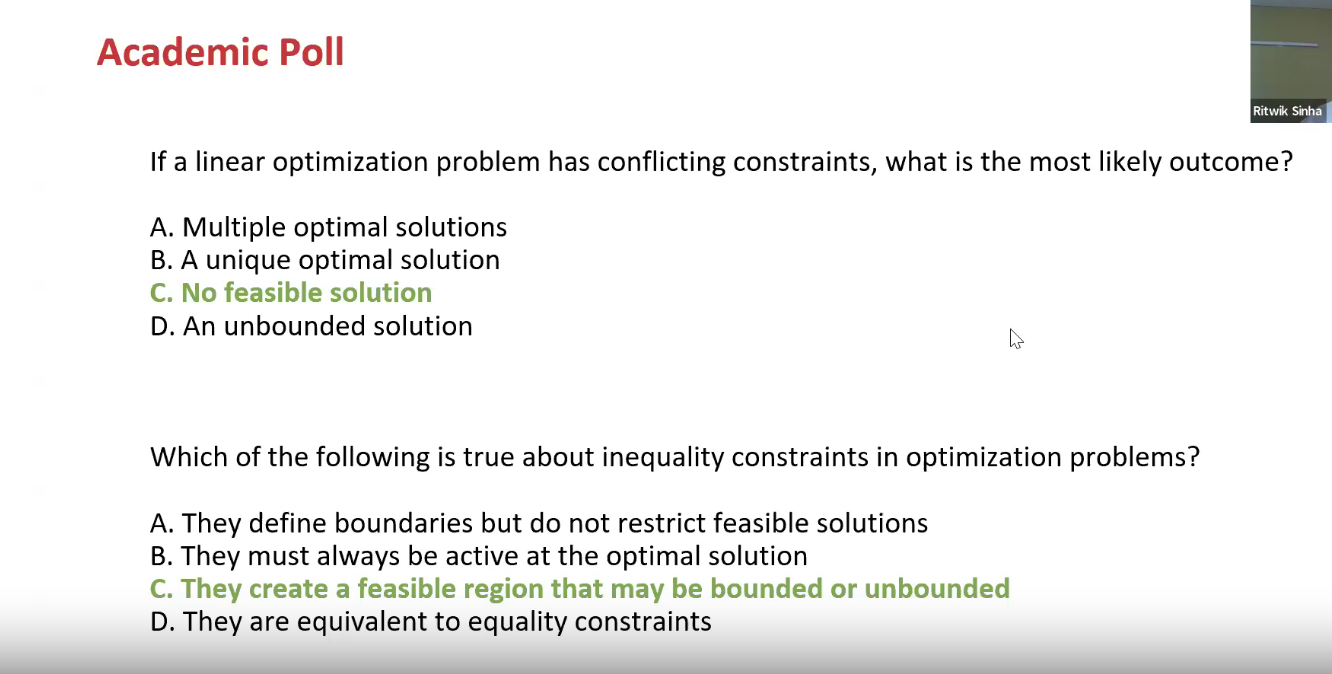 Academic Poll
Ritwik Sinha
If a linear optimization problem has conflicting constraints, what is the most likely outcome?
A. Multiple optimal solutions
B. A unique optimal solution
C. No feasible solution
D. An unbounded solution
Which of the following is true about inequality constraints in optimization problems?
A. They define boundaries but do not restrict feasible solutions
B. They must always be active at the optimal solution
C. They create a feasible region that may be bounded or unbounded
D. They are equivalent to equality constraints